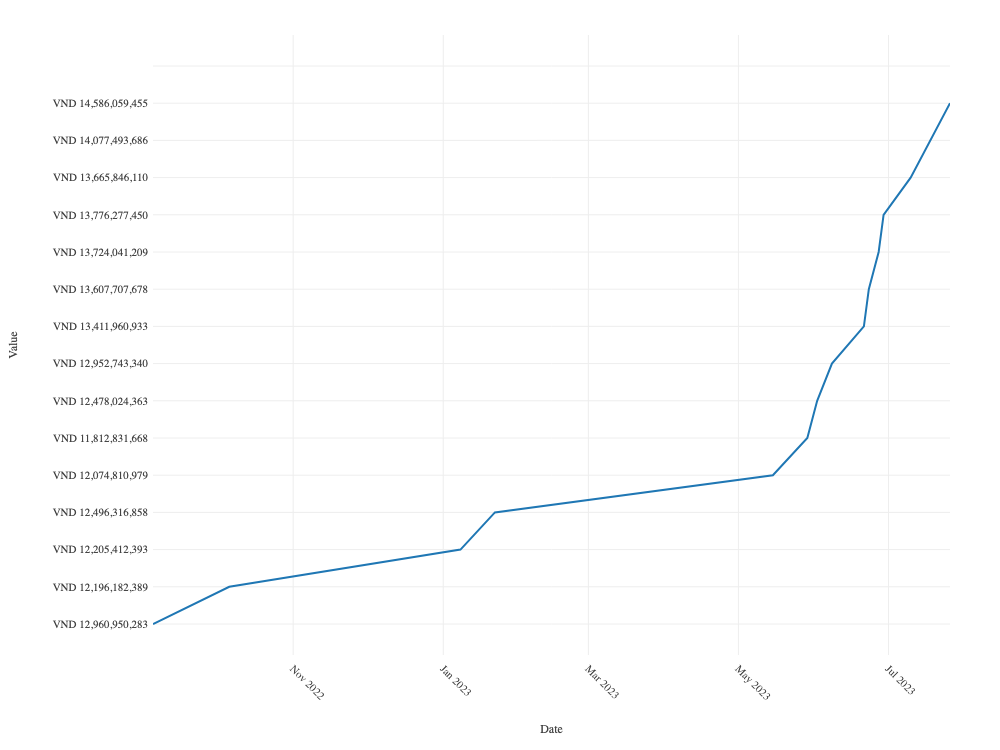 VND 14,586,059,455
VND 14,077,493,686
VND 13,665,846,110
VND 13,776,277,450
VND 13,724,041,209
VND 13,607,707,678
VND 13,411,960,933
VND 12,952,743,340
VND 12,478,024,363
VND 11,812,831,668
VND 12,074,810,979
VND 12,496,316,858
VND 12,205,412,393
VND 12,196,182,389
VND 12,960,950,283
Value
Nov 2022
Jan 2023
Mar 2023
May 2023
Jul 2023
Date